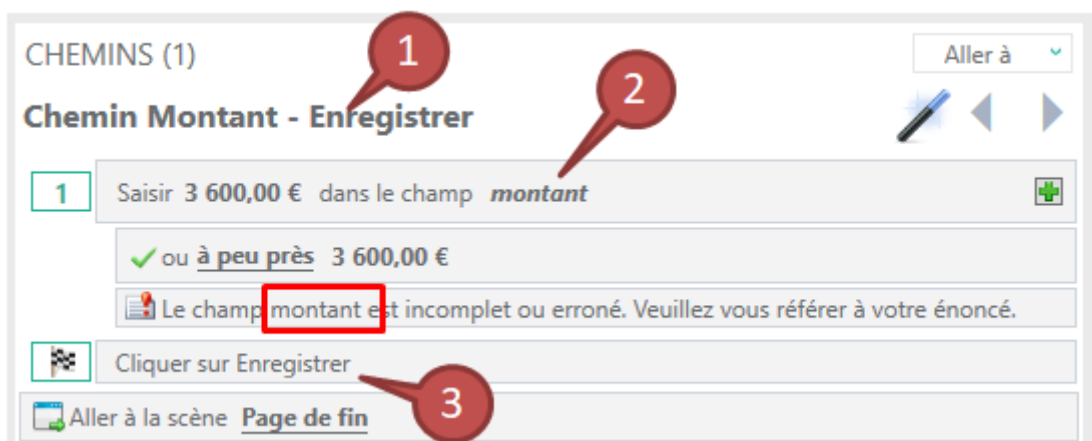 CHEMINS (1)
1
Aller à
2
Chemin Montant - Enregistrer
1 Saisir 3 600,00 € dans le champ montant
ou à peu près 3 600,00 €
Le champ montant est incomplet ou erroné. Veuillez vous référer à votre énoncé.
Cliquer sur Enregistrer
3
Aller à la scène Page de fin